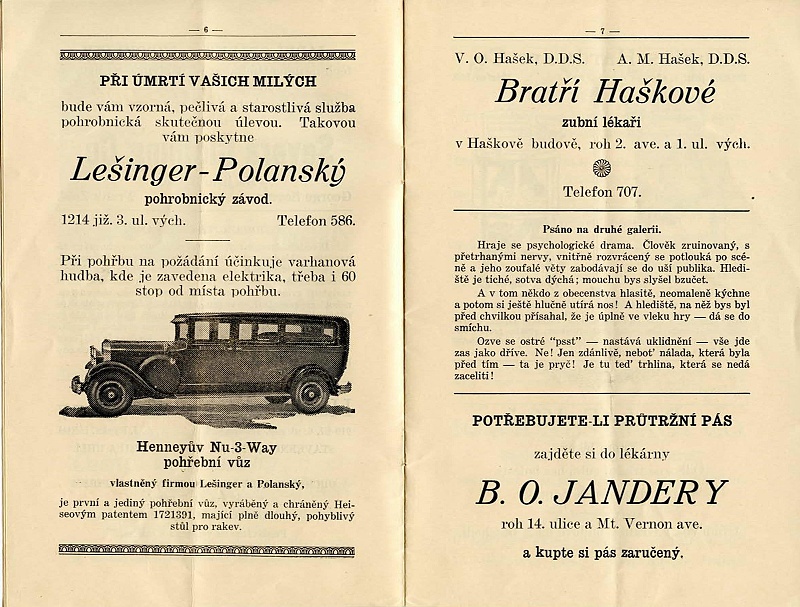 — 6 —
PŘI ÚMRTÍ VAŠICH MILÝCH
bude vám vzorná, pečlivá a starostlivá služba
pohrobnická skutečnou úlevou. Takovou
vám poskytne
Lešinger-Polanský
pohrobnický závod.
1214 již. 3. ul. vých. Telefon 586.
Při pohřbu na požádání účinkuje varhanová
hudba, kde je zavedena elektrika, třeba i 60
stop od místa pohřbu.
Henneyův Nu-3-Way
pohřební vůz
vlastněný firmou Lešinger a Polanský,
je první a jediný pohřební vůz, vyráběný a chráněný Hei-
seovým patentem 1721391, mající plně dlouhý, pohyblivý
stůl pro rakev.
— 7 —
V. O. Hašek, D.D.S. A. M. Hašek, D.D.S.
Bratří Haškové
zubní lékaři
v Haškově budově, roh 2. ave. a 1. ul. vých.
Telefon 707.
Psáno na druhé galerii.
Hraje se psychologické drama. Člověk zruinovaný, s
přetrhanými nervy, vnitřně rozvrácený se potlouká po scé-
ně a jeho zoufalé věty zabodávají se do uší publika. Hledi-
ště je tiché, sotva dýchá; mouchu bys slyšel bzučet.
A v tom někdo z obecenstva hlasitě, neomaleně kýchne
a potom si ještě hlučně utírá nos! A hlediště, na něž bys byl
před chvilkou přísahal, že je úplně ve vleku hry — dá se do
smíchu.
Ozve se ostré "psst" — nastává uklidnění — vše jde
zas jako dříve. Ne! Jen zdánlivě, neboť nálada, která byla
před tím — ta je pryč! Je tu teď trhlina, která se nedá
zaceliti!
POTŘEBUJETE-LI PRŮTRŽNÍ PÁS
zajděte si do lékárny
B. O. JANDERY
roh 14. ulice a Mt. Vernon ave.
a kupte si pás zaručený.